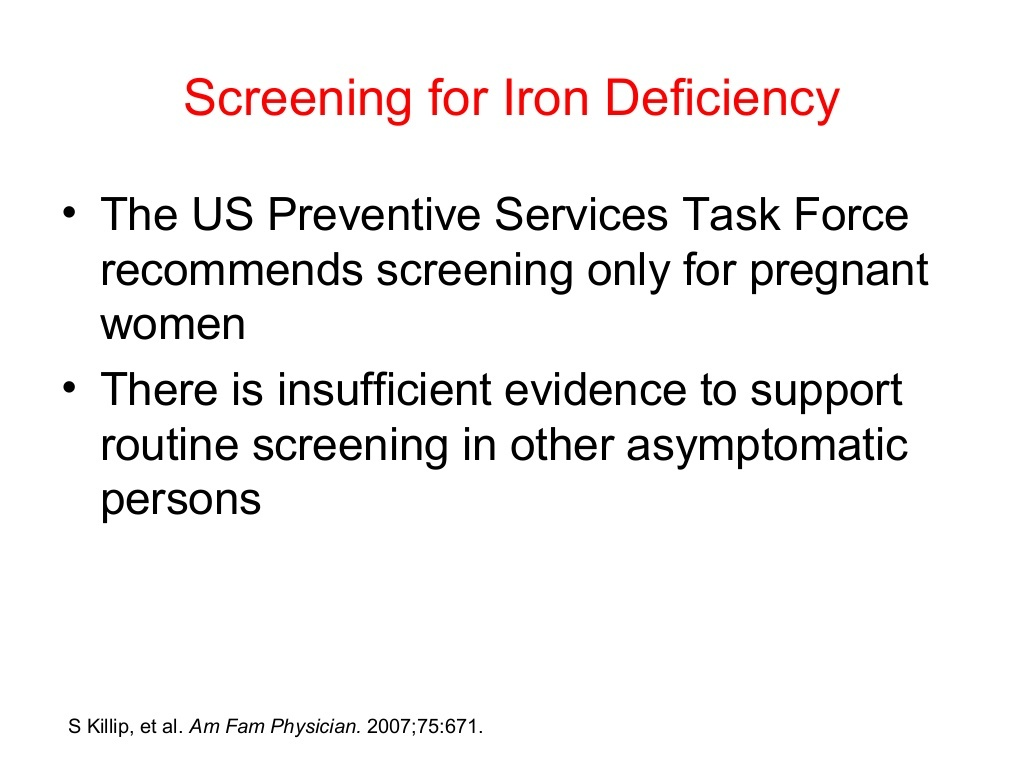 Screening for Iron Deficiency
• The US Preventive Services Task Force
recommends screening only for pregnant
women
• There is insufficient evidence to support
routine screening in other asymptomatic
persons
S Killip, et al. Am Fam Physician. 2007;75:671.